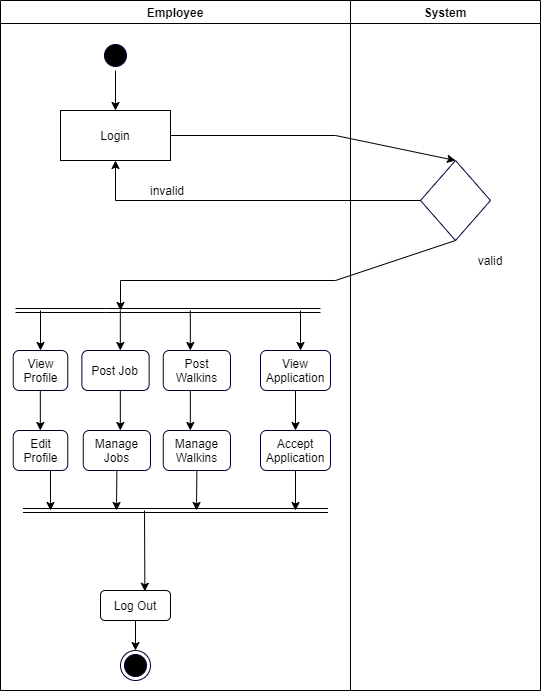 Employee
System
Login
invalid
valid
View
Profile
Post Job
Post
Walkins
View
Application
Edit
Profile
Manage
Jobs
Manage
Walkins
Accept
Application
Log Out